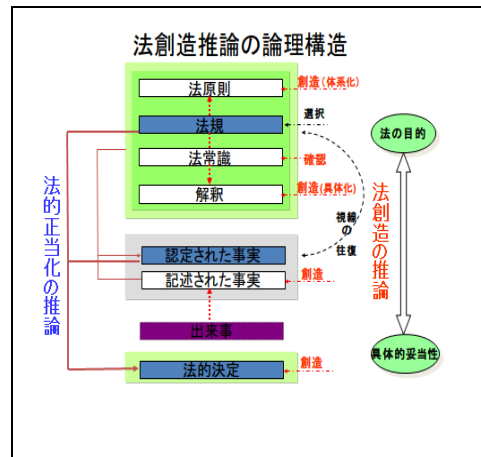 法創造推論の論理構造
法原則
創造(体系化)
法規
選択
法常識
確認
解釈
創造(具体化)
視線
の
往復
認定された事実
記述された事実
創造
出来事
法的決定
創造
法的正当化の推論
法創造の推論
法の目的
具体的妥当性